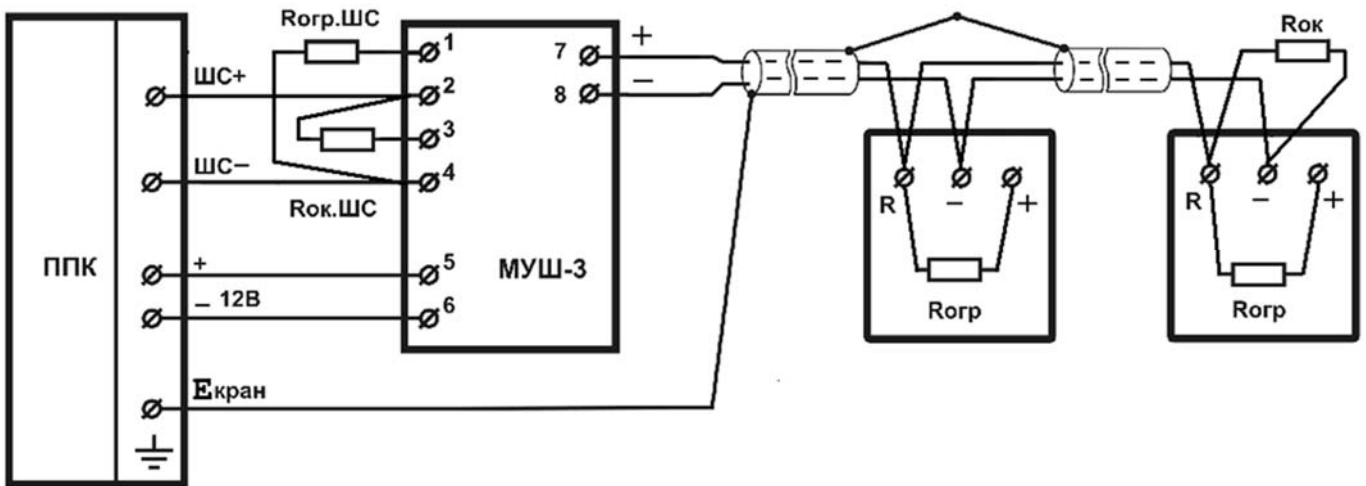 Rогр.ШС
1
ШС+
2
3
ШС−
4
Rок.ШС
ППК
+
5
− 12В
6
МУШ-3
7
+
8
−
Екран
R
−
+
Rогр
Rок
R
−
+
Rогр